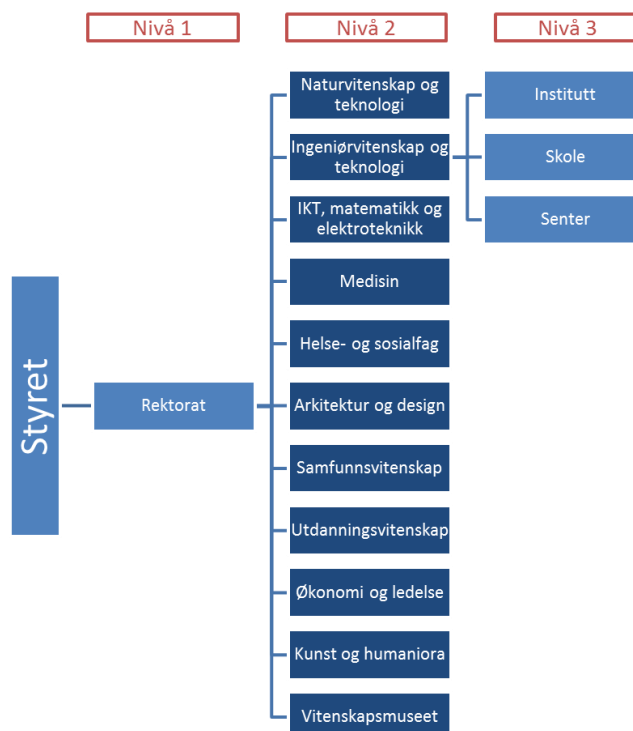 Nivå 1
Nivå 2
Nivå 3
Styret
Rektorat
Naturvitenskap og
teknologi
Ingeniørvitenskap og
teknologi
IKT, matematikk og
elektroteknikk
Medisin
Helse- og sosialfag
Arkitektur og design
Samfunnsvitenskap
Utdanningsvitenskap
Økonomi og ledelse
Kunst og humaniora
Vitenskapsmuseet
Institutt
Skole
Senter